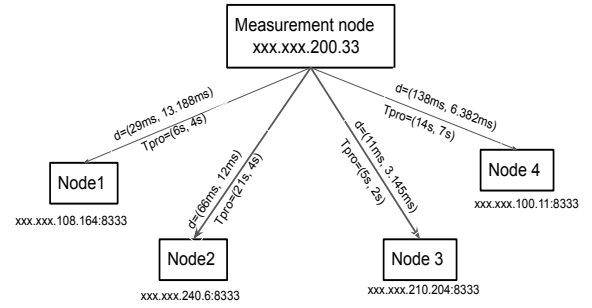 Measurement node
xxx.xxx.200.33
d=(29ms, 13.188ms)
Tpro=(6s, 4s)
d=(66ms, 12ms)
Tpro=(21s, 4s)
d=(11ms, 3.145ms)
Tpro=(5s, 2s)
d=(138ms, 6.382ms)
Tpro=(14s, 7s)
Node1
xxx.xxx.108.164:8333
Node2
xxx.xxx.240.6:8333
Node 3
xxx.xxx.210.204:8333
Node 4
xxx.xxx.100.11:8333